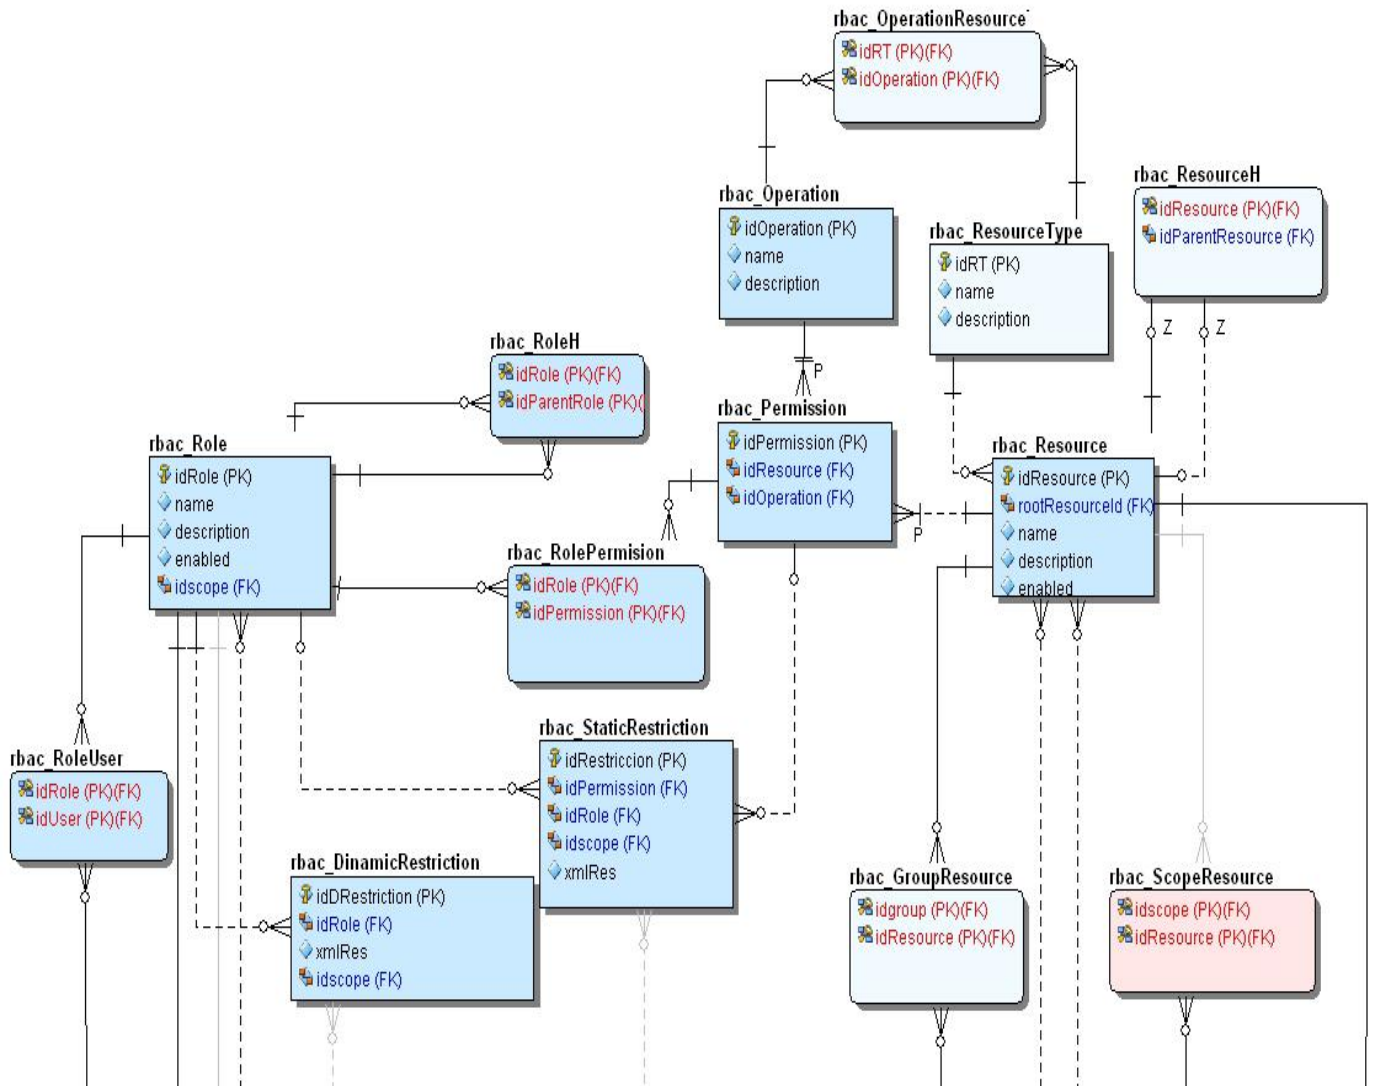 rbac_OperationResource
idRT (PK)(FK)
idOperation (PK)(FK)
rbac_Operation
idOperation (PK)
name
description
rbac_ResourceType
idRT (PK)
name
description
rbac_ResourceH
idResource (PK)(FK)
idParentResource (FK)
Z
Z
rbac_RoleH
idRole (PK)(FK)
idParentRole (PK)(
P
rbac_Permission
idPermission (PK)
idResource (FK)
idOperation (FK)
P
rbac_Role
idRole (PK)
name
description
enabled
idscope (FK)
rbac_Resource
idResource (PK)
rootResourceId (FK)
name
description
enabled
rbac_RolePermision
idRole (PK)(FK)
idPermission (PK)(FK)
rbac_RoleUser
idRole (PK)(FK)
idUser (PK)(FK)
rbac_StaticRestriction
idRestriccion (PK)
idPermission (FK)
idRole (FK)
idscope (FK)
xmlRes
rbac_DinamicRestriction
idDRestriction (PK)
idRole (FK)
xmlRes
idscope (FK)
rbac_GroupResource
idgroup (PK)(FK)
idResource (PK)(FK)
rbac_ScopeResource
idscope (PK)(FK)
idResource (PK)(FK)